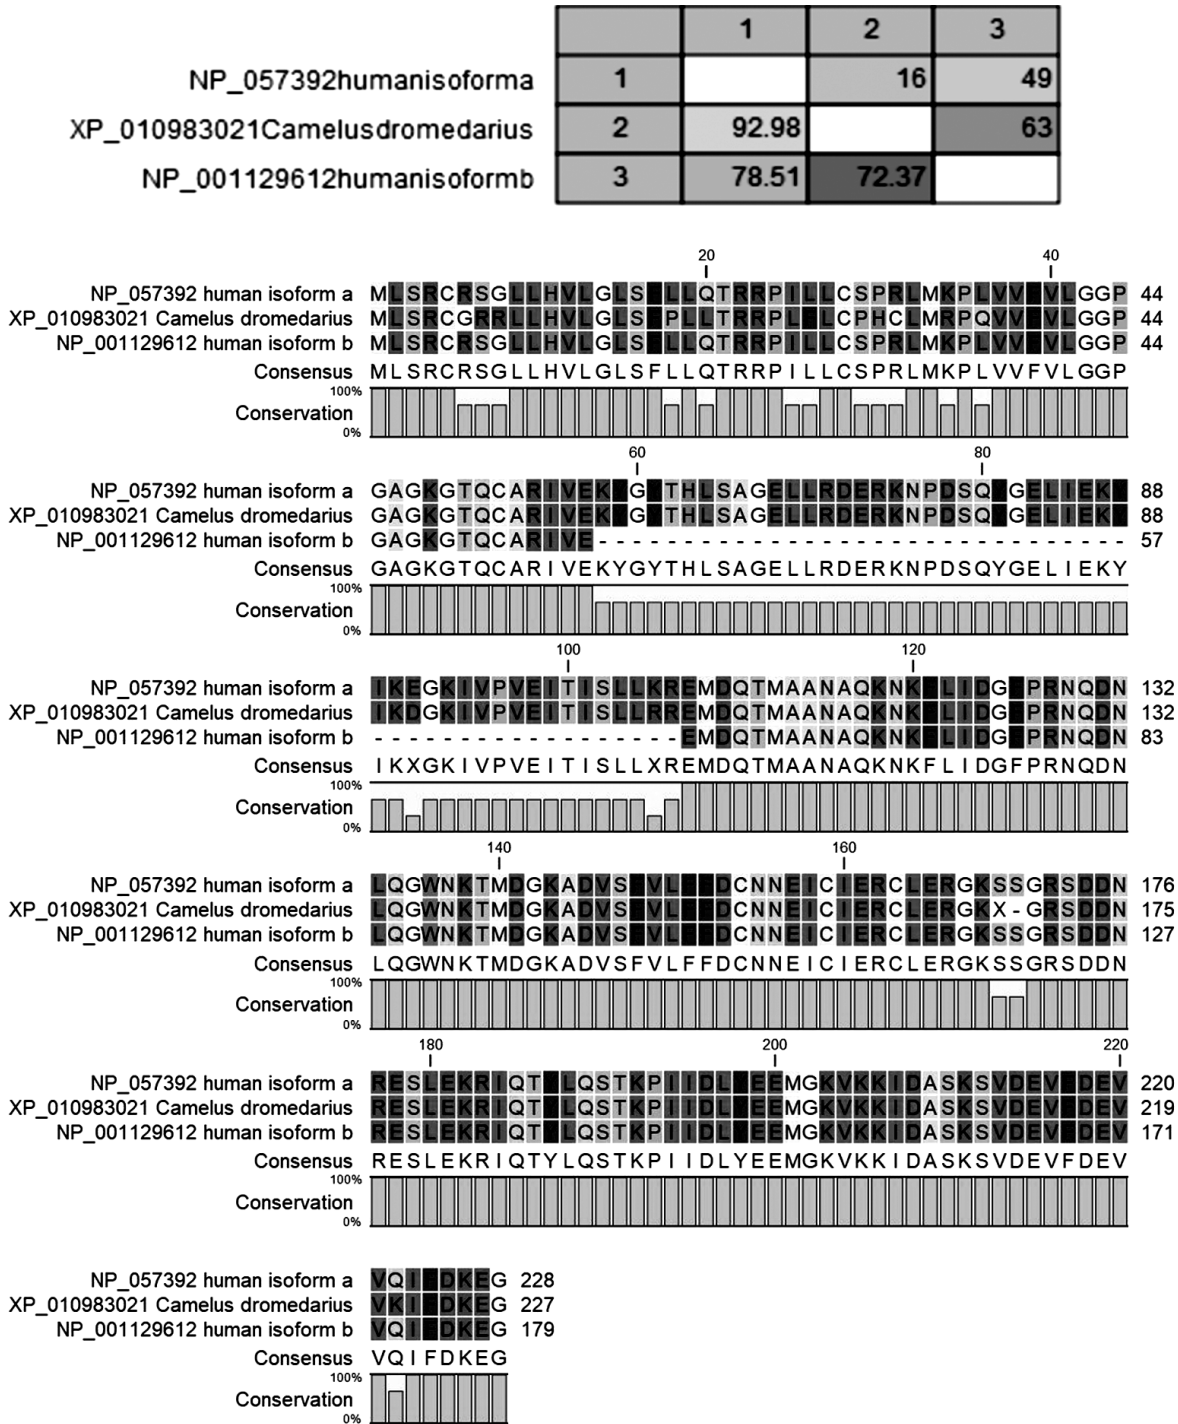 1 2 3
NP_057392humanisoforma 1 16 49
XP_010983021Camelusdromedarius 2 92.98 63
NP_001129612humanisoformb 3 78.51 72.37
20 40
NP_057392 human isoform a MLSRCRSGLLHVLGLSFLLQTRRPILLCSPRLMKPLVVFVLGGP 44
XP_010983021 Camelus dromedarius MLSRCGRRLLHVLGLSFPLLTRRPLFLCPHCLMRPQVVFVLGGP 44
NP_001129612 human isoform b MLSRCRSGLLHVLGLSFLLQTRRPILLCSPRLMKPLVVFVLGGP 44
Consensus MLSRCRSGLLHVLGLSFLLQTRRPILLCSPRLMKPLVVFVLGGP
100%
Conservation
0%
60 80
NP_057392 human isoform a GAGKGTQCARIVEKYGYTHLSAGELLRDERKNPDSQYGELIEKY 88
XP_010983021 Camelus dromedarius GAGKGTQCARIVEKYGYTHLSAGELLRDERKNPDSQYGELIEKY 88
NP_001129612 human isoform b GAGKGTQCARIVE------------------------------- 57
Consensus GAGKGTQCARIVEKYGYTHLSAGELLRDERKNPDSQYGELIEKY
100%
Conservation
0%
100 120
NP_057392 human isoform a IKEGKIVPVEITISLLKREMDQTMAANAQKNKFLIDGFPRNQDN 132
XP_010983021 Camelus dromedarius IKDGKIVPVEITISLLRREMDQTMAANAQKNKFLIDGFPRNQDN 132
NP_001129612 human isoform b ------------------EMDQTMAANAQKNKFLIDGFPRNQDN 83
Consensus IKXGKIVPVEITISLLXREMDQTMAANAQKNKFLIDGFPRNQDN
100%
Conservation
0%
140 160
NP_057392 human isoform a LQGWNKTMDGKADVSFVLFFDCNNEICIERCLERGKSSGRSDDN 176
XP_010983021 Camelus dromedarius LQGWNKTMDGKADVSFVLFFDCNNEICIERCLERGKX-GRSDDN 175
NP_001129612 human isoform b LQGWNKTMDGKADVSFVLFFDCNNEICIERCLERGKSSGRSDDN 127
Consensus LQGWNKTMDGKADVSFVLFFDCNNEICIERCLERGKSSGRSDDN
100%
Conservation
0%
180 200 220
NP_057392 human isoform a RESLEKRIQTYLQSTKPIIDLYEEMGKVKKIDASKSVDEVFDEV 220
XP_010983021 Camelus dromedarius RESLEKRIQTYLQSTKPIIDLYEEMGKVKKIDASKSVDEVFDEV 219
NP_001129612 human isoform b RESLEKRIQTYLQSTKPIIDLYEEMGKVKKIDASKSVDEVFDEV 171
Consensus RESLEKRIQTYLQSTKPIIDLYEEMGKVKKIDASKSVDEVFDEV
100%
Conservation
0%
NP_057392 human isoform a VQIFDKEG 228
XP_010983021 Camelus dromedarius VKIFDKEG 227
NP_001129612 human isoform b VQIFDKEG 179
Consensus VQIFDKEG
100%
Conservation
0%